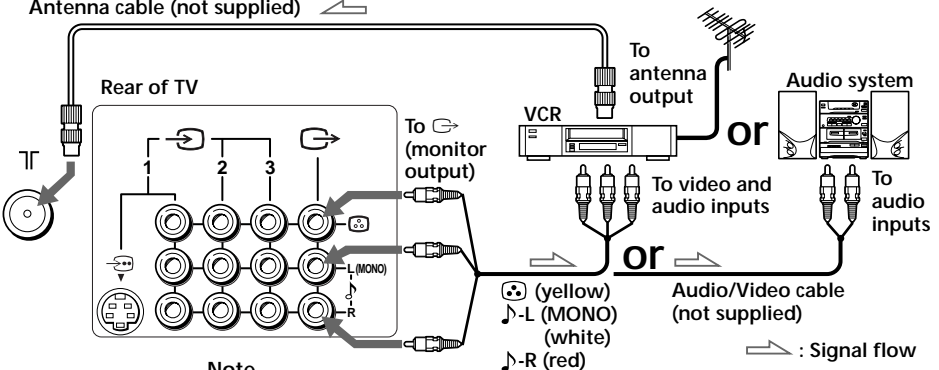 Antenna cable (not supplied)
Rear of TV
1 2 3
L (MONO)
R
To
(monitor
output)
VCR
To
antenna
output
or
Audio system
To video and
audio inputs
To
audio
inputs
or
(yellow)
♪-L (MONO)
(white)
♪-R (red)
Audio/Video cable
(not supplied)
: Signal flow
Note